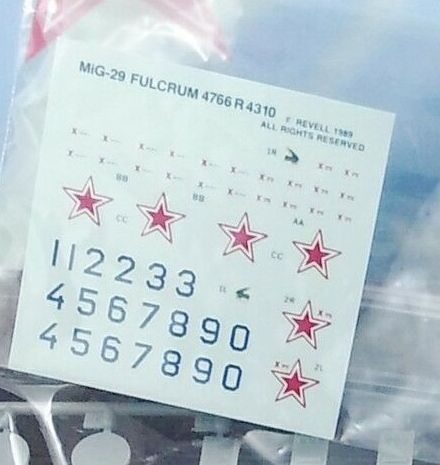 MiG-29 FULCRUM 4766 R 4310
© REVELL 1989
ALL RIGHTS RESERVED
1R
BB
BB
AA
CC
CC
112233
1L
4567890
2R
4567890
2L